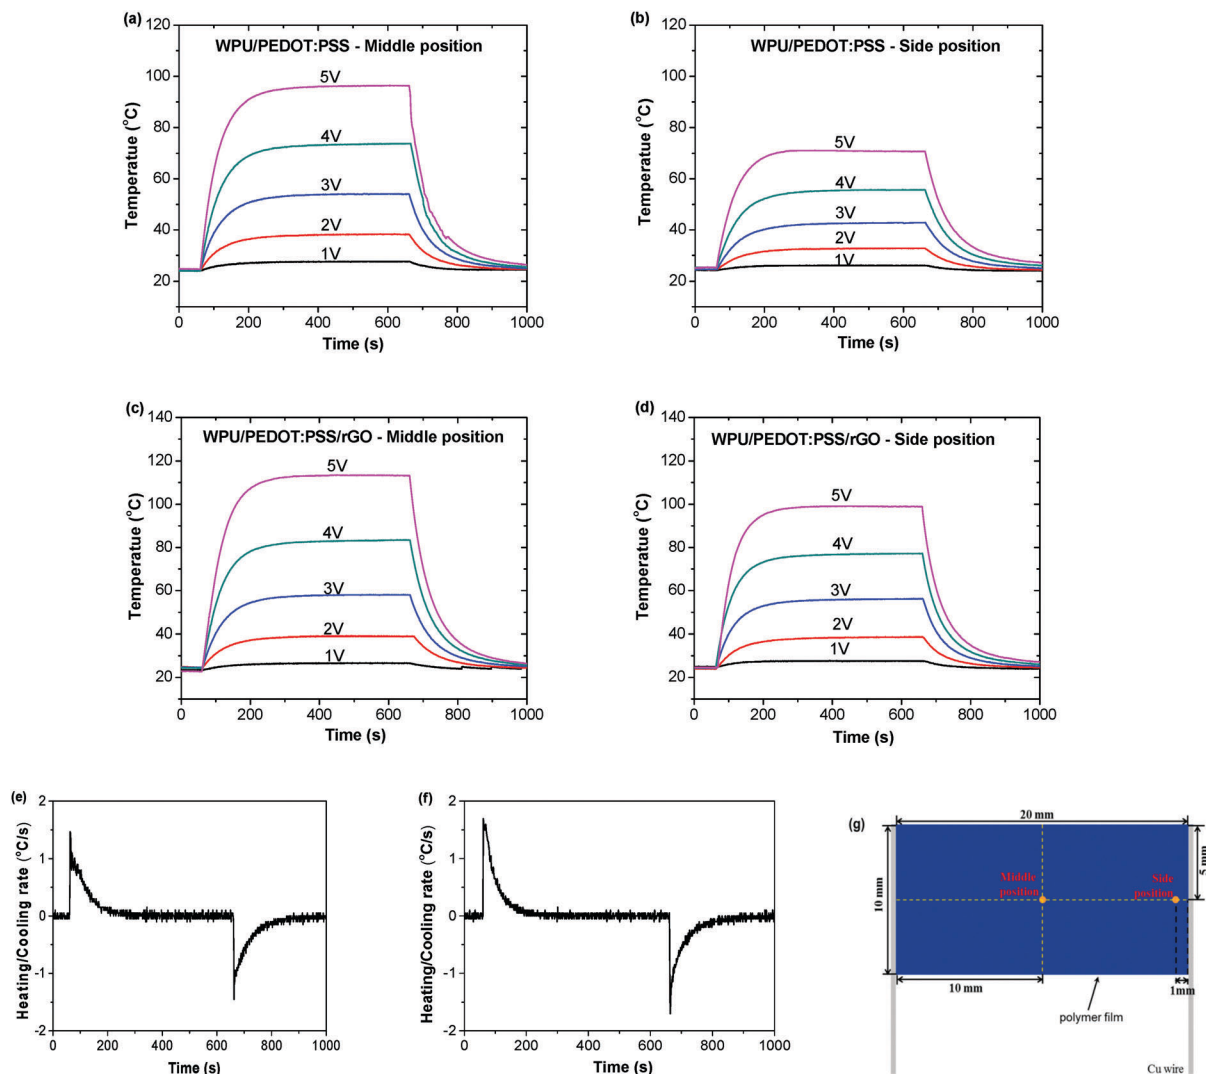 (a)
WPU/PEDOT:PSS - Middle position
Temperatue (°C)
120
100
80
60
40
20
5V
4V
3V
2V
1V
0 200 400 600 800 1000
Time (s)
(b)
WPU/PEDOT:PSS - Side position
Temperatue (°C)
120
100
80
60
40
20
5V
4V
3V
2V
1V
0 200 400 600 800 1000
Time (s)
(c)
WPU/PEDOT:PSS/rGO - Middle position
Temperatue (°C)
140
120
100
80
60
40
20
5V
4V
3V
2V
1V
0 200 400 600 800 1000
Time (s)
(d)
WPU/PEDOT:PSS/rGO - Side position
Temperatue (°C)
140
120
100
80
60
40
20
5V
4V
3V
2V
1V
0 200 400 600 800 1000
Time (s)
(e)
Heating/Cooling rate (°C/s)
2
1
0
-1
-2
0 200 400 600 800 1000
Time (s)
(f)
Heating/Cooling rate (°C/s)
2
1
0
-1
-2
0 200 400 600 800 1000
Time (s)
(g)
20 mm
10 mm
5 mm
Middle
position
Side
position
10 mm
1mm
polymer film
Cu wire